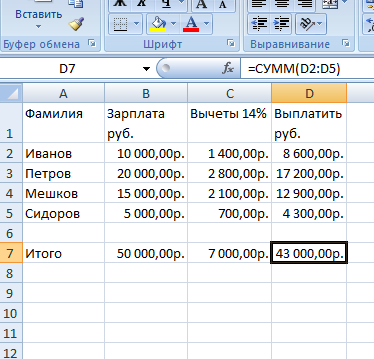 Буфер обмена Шрифт Выравнивание
D7 fx =СУММ(D2:D5)
A B C D
1 Фамилия Зарплата руб. Вычеты 14% Выплатить руб.
2 Иванов 10 000,00р. 1 400,00р. 8 600,00р.
3 Петров 20 000,00р. 2 800,00р. 17 200,00р.
4 Мешков 15 000,00р. 2 100,00р. 12 900,00р.
5 Сидоров 5 000,00р. 700,00р. 4 300,00р.
6
7 Итого 50 000,00р. 7 000,00р. 43 000,00р.
8
9
10
11
12